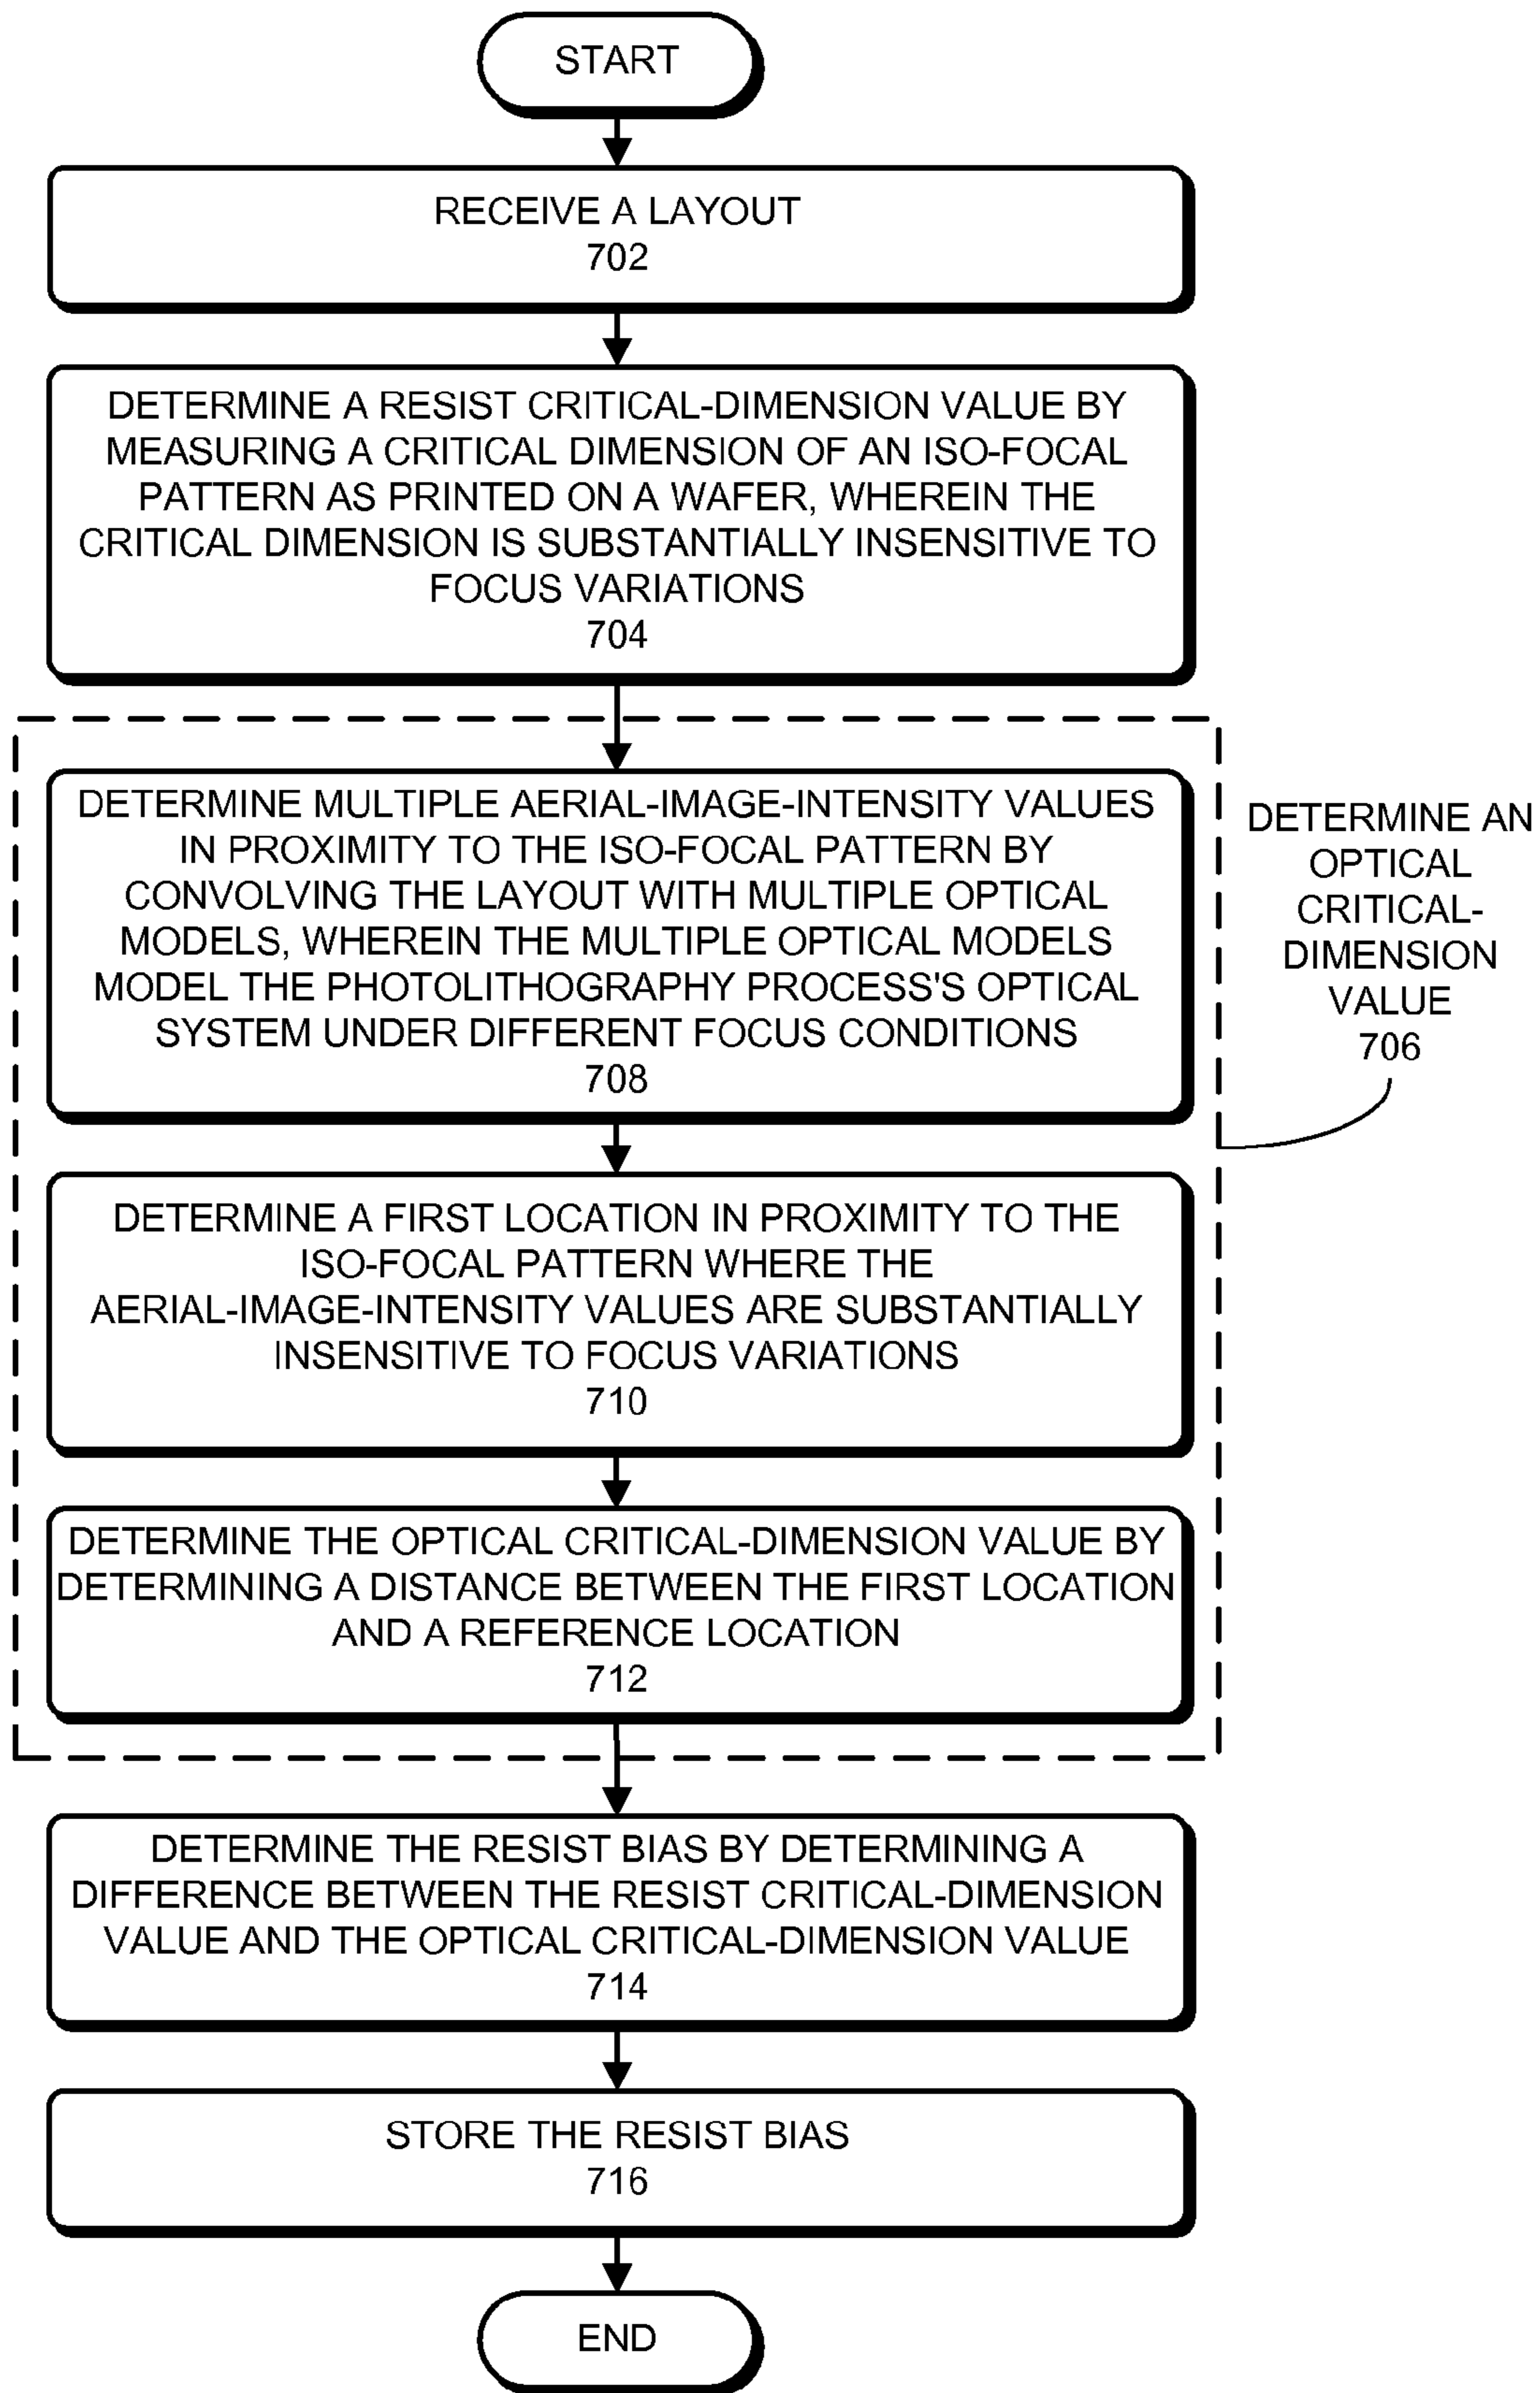 START
RECEIVE A LAYOUT
702
DETERMINE A RESIST CRITICAL-DIMENSION VALUE BY
MEASURING A CRITICAL DIMENSION OF AN ISO-FOCAL
PATTERN AS PRINTED ON A WAFER, WHEREIN THE
CRITICAL DIMENSION IS SUBSTANTIALLY INSENSITIVE TO
FOCUS VARIATIONS
704
DETERMINE MULTIPLE AERIAL-IMAGE-INTENSITY VALUES
IN PROXIMITY TO THE ISO-FOCAL PATTERN BY
CONVOLVING THE LAYOUT WITH MULTIPLE OPTICAL
MODELS, WHEREIN THE MULTIPLE OPTICAL MODELS
MODEL THE PHOTOLITHOGRAPHY PROCESS'S OPTICAL
SYSTEM UNDER DIFFERENT FOCUS CONDITIONS
708
DETERMINE AN
OPTICAL
CRITICAL-
DIMENSION
VALUE
706
DETERMINE A FIRST LOCATION IN PROXIMITY TO THE
ISO-FOCAL PATTERN WHERE THE
AERIAL-IMAGE-INTENSITY VALUES ARE SUBSTANTIALLY
INSENSITIVE TO FOCUS VARIATIONS
710
DETERMINE THE OPTICAL CRITICAL-DIMENSION VALUE BY
DETERMINING A DISTANCE BETWEEN THE FIRST LOCATION
AND A REFERENCE LOCATION
712
DETERMINE THE RESIST BIAS BY DETERMINING A
DIFFERENCE BETWEEN THE RESIST CRITICAL-DIMENSION
VALUE AND THE OPTICAL CRITICAL-DIMENSION VALUE
714
STORE THE RESIST BIAS
716
END